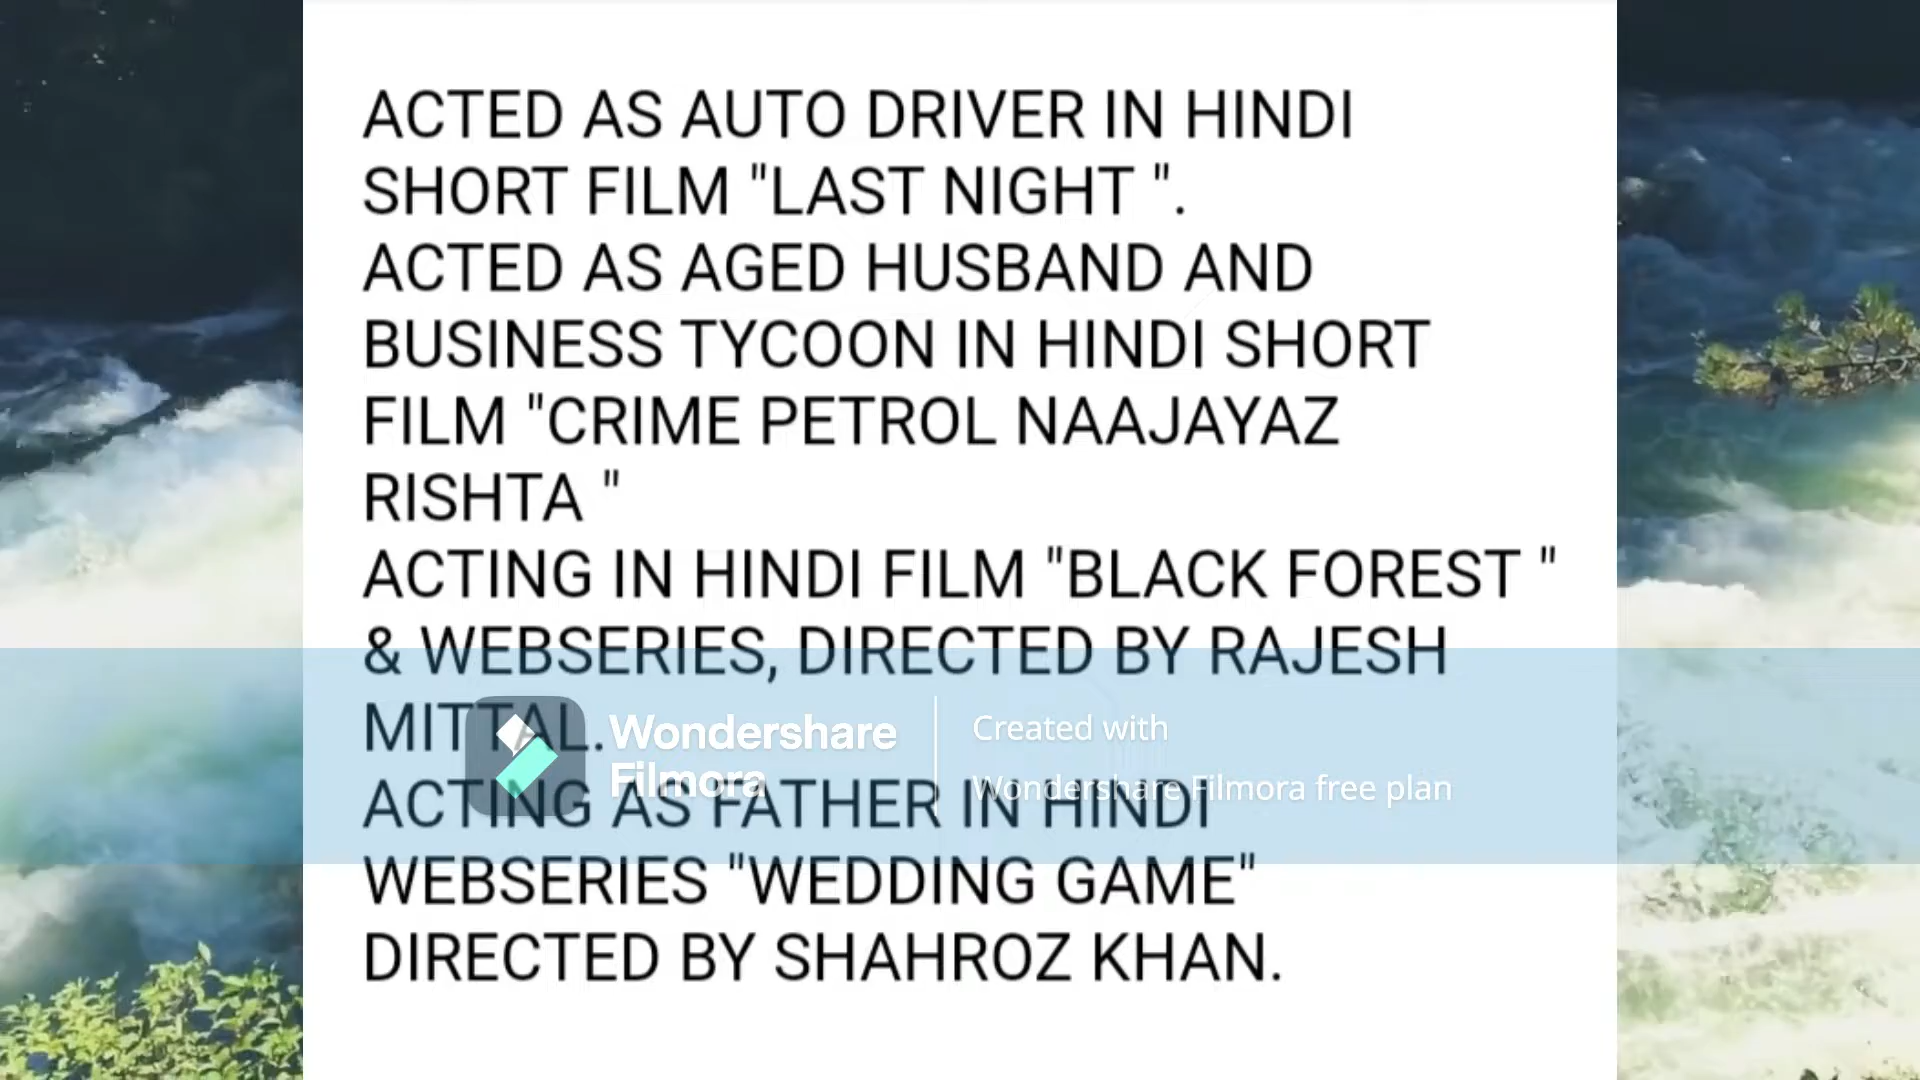 ACTED AS AUTO DRIVER IN HINDI
SHORT FILM "LAST NIGHT ".
ACTED AS AGED HUSBAND AND
BUSINESS TYCOON IN HINDI SHORT
FILM "CRIME PETROL NAAJAYAZ
RISHTA "
ACTING IN HINDI FILM "BLACK FOREST "
& WEBSERIES, DIRECTED BY RAJESH
MITTAL.
ACTING AS FATHER IN HINDI
WEBSERIES "WEDDING GAME"
DIRECTED BY SHAHROZ KHAN.
Wondershare
Filmora
Created with
Wondershare Filmora free plan